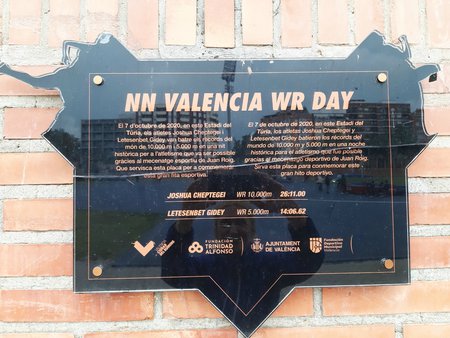 NN VALENCIA WR DAY
El 7 d'octubre de 2020, en este Estadi del
Túria, els atletes Joshua Cheptegei y
Letesenbet Gidey van batre els récords del
món de 10.000 m y 5.000 m en una nit
històrica per a l'atletisme que va ser possible
gracias al mecenatge esportiu de Juan Roig.
Servisca esta placa per a commemorar
esta gran fita esportiva.
El 7 de octubre de 2020, en este Estadi del
Túria, los atletas Joshua Cheptegei y
Letesenbet Gidey batieron los récords del
mundo de 10.000 m y 5.000 m en una noche
histórica para el atletismo que fue posible
gracias al mecenazgo deportivo de Juan Roig.
Sirva esta placa para conmemorar este
gran hito deportivo.
JOSHUA CHEPTEGEI WR 10.000m 26:11.00
LETESENBET GIDEY WR 5.000m 14:06.62
FUNDACIÓN
TRINIDAD
ALFONSO
AJUNTAMENT
DE VALÈNCIA
Fundación
Deportiva
Municipal
Valencia